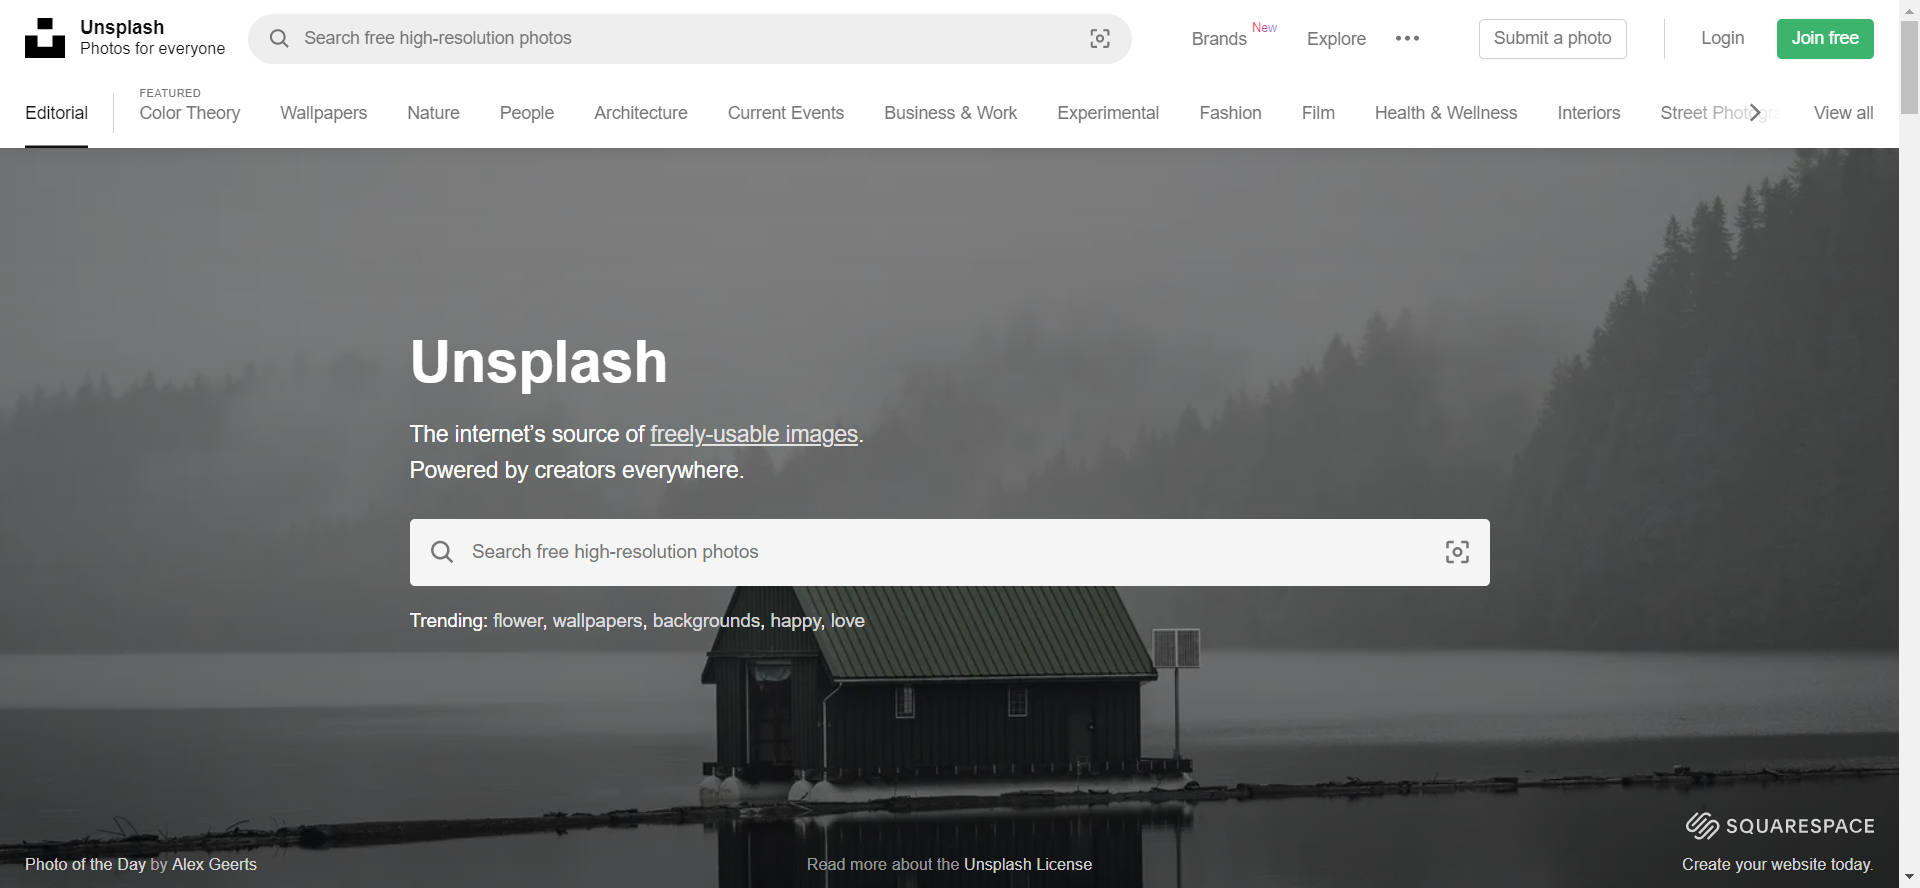 Unsplash
Photos for everyone
Search free high-resolution photos
Brands New
Explore
Submit a photo
Login
Join free
Editorial
FEATURED
Color Theory
Wallpapers
Nature
People
Architecture
Current Events
Business & Work
Experimental
Fashion
Film
Health & Wellness
Interiors
Street
View all
Unsplash
The internet’s source of freely-usable images.
Powered by creators everywhere.
Search free high-resolution photos
Trending: flower, wallpapers, backgrounds, happy, love
SQUARESPACE
Photo of the Day by Alex Geerts
Read more about the Unsplash License
Create your website today.